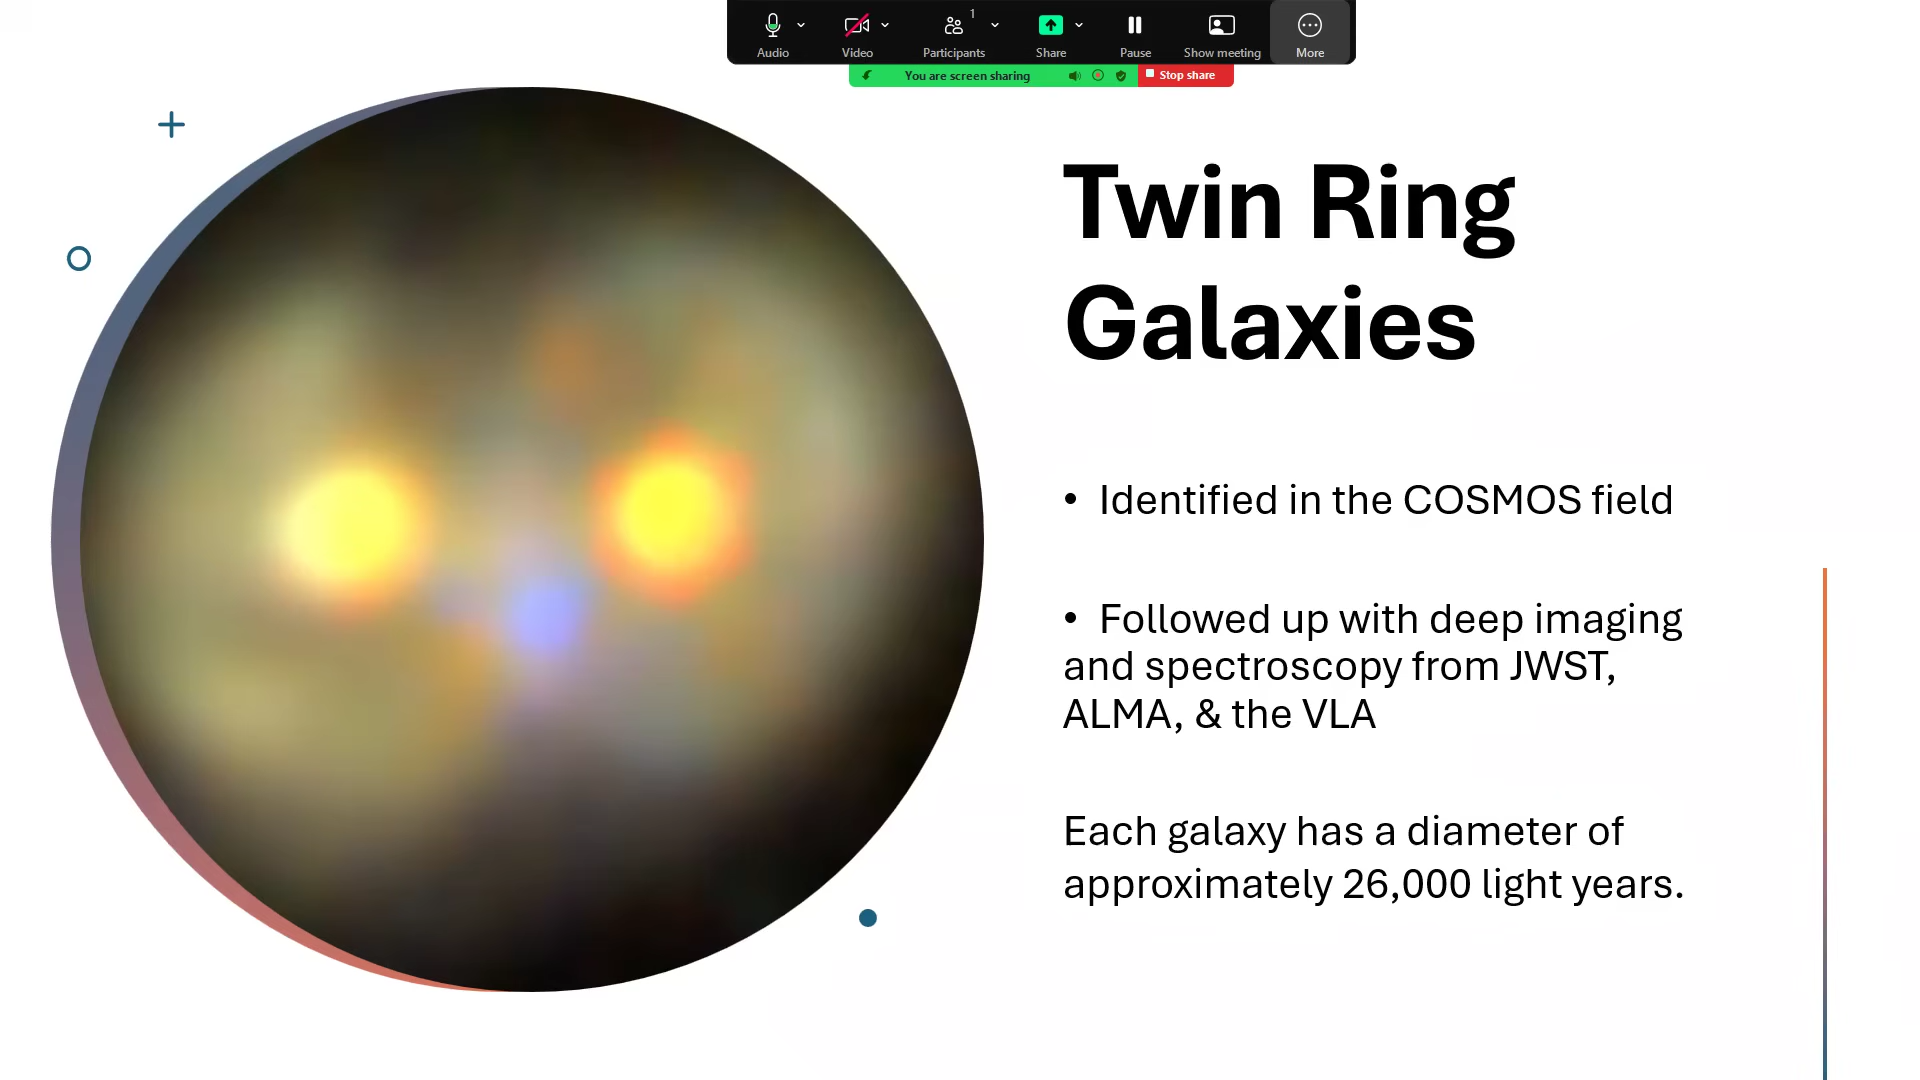 1
Audio
Video
Participants
Share
Pause
Show meeting
More
You are screen sharing
Stop share
Twin Ring
Galaxies
• Identified in the COSMOS field
• Followed up with deep imaging
and spectroscopy from JWST,
ALMA, & the VLA
Each galaxy has a diameter of
approximately 26,000 light years.